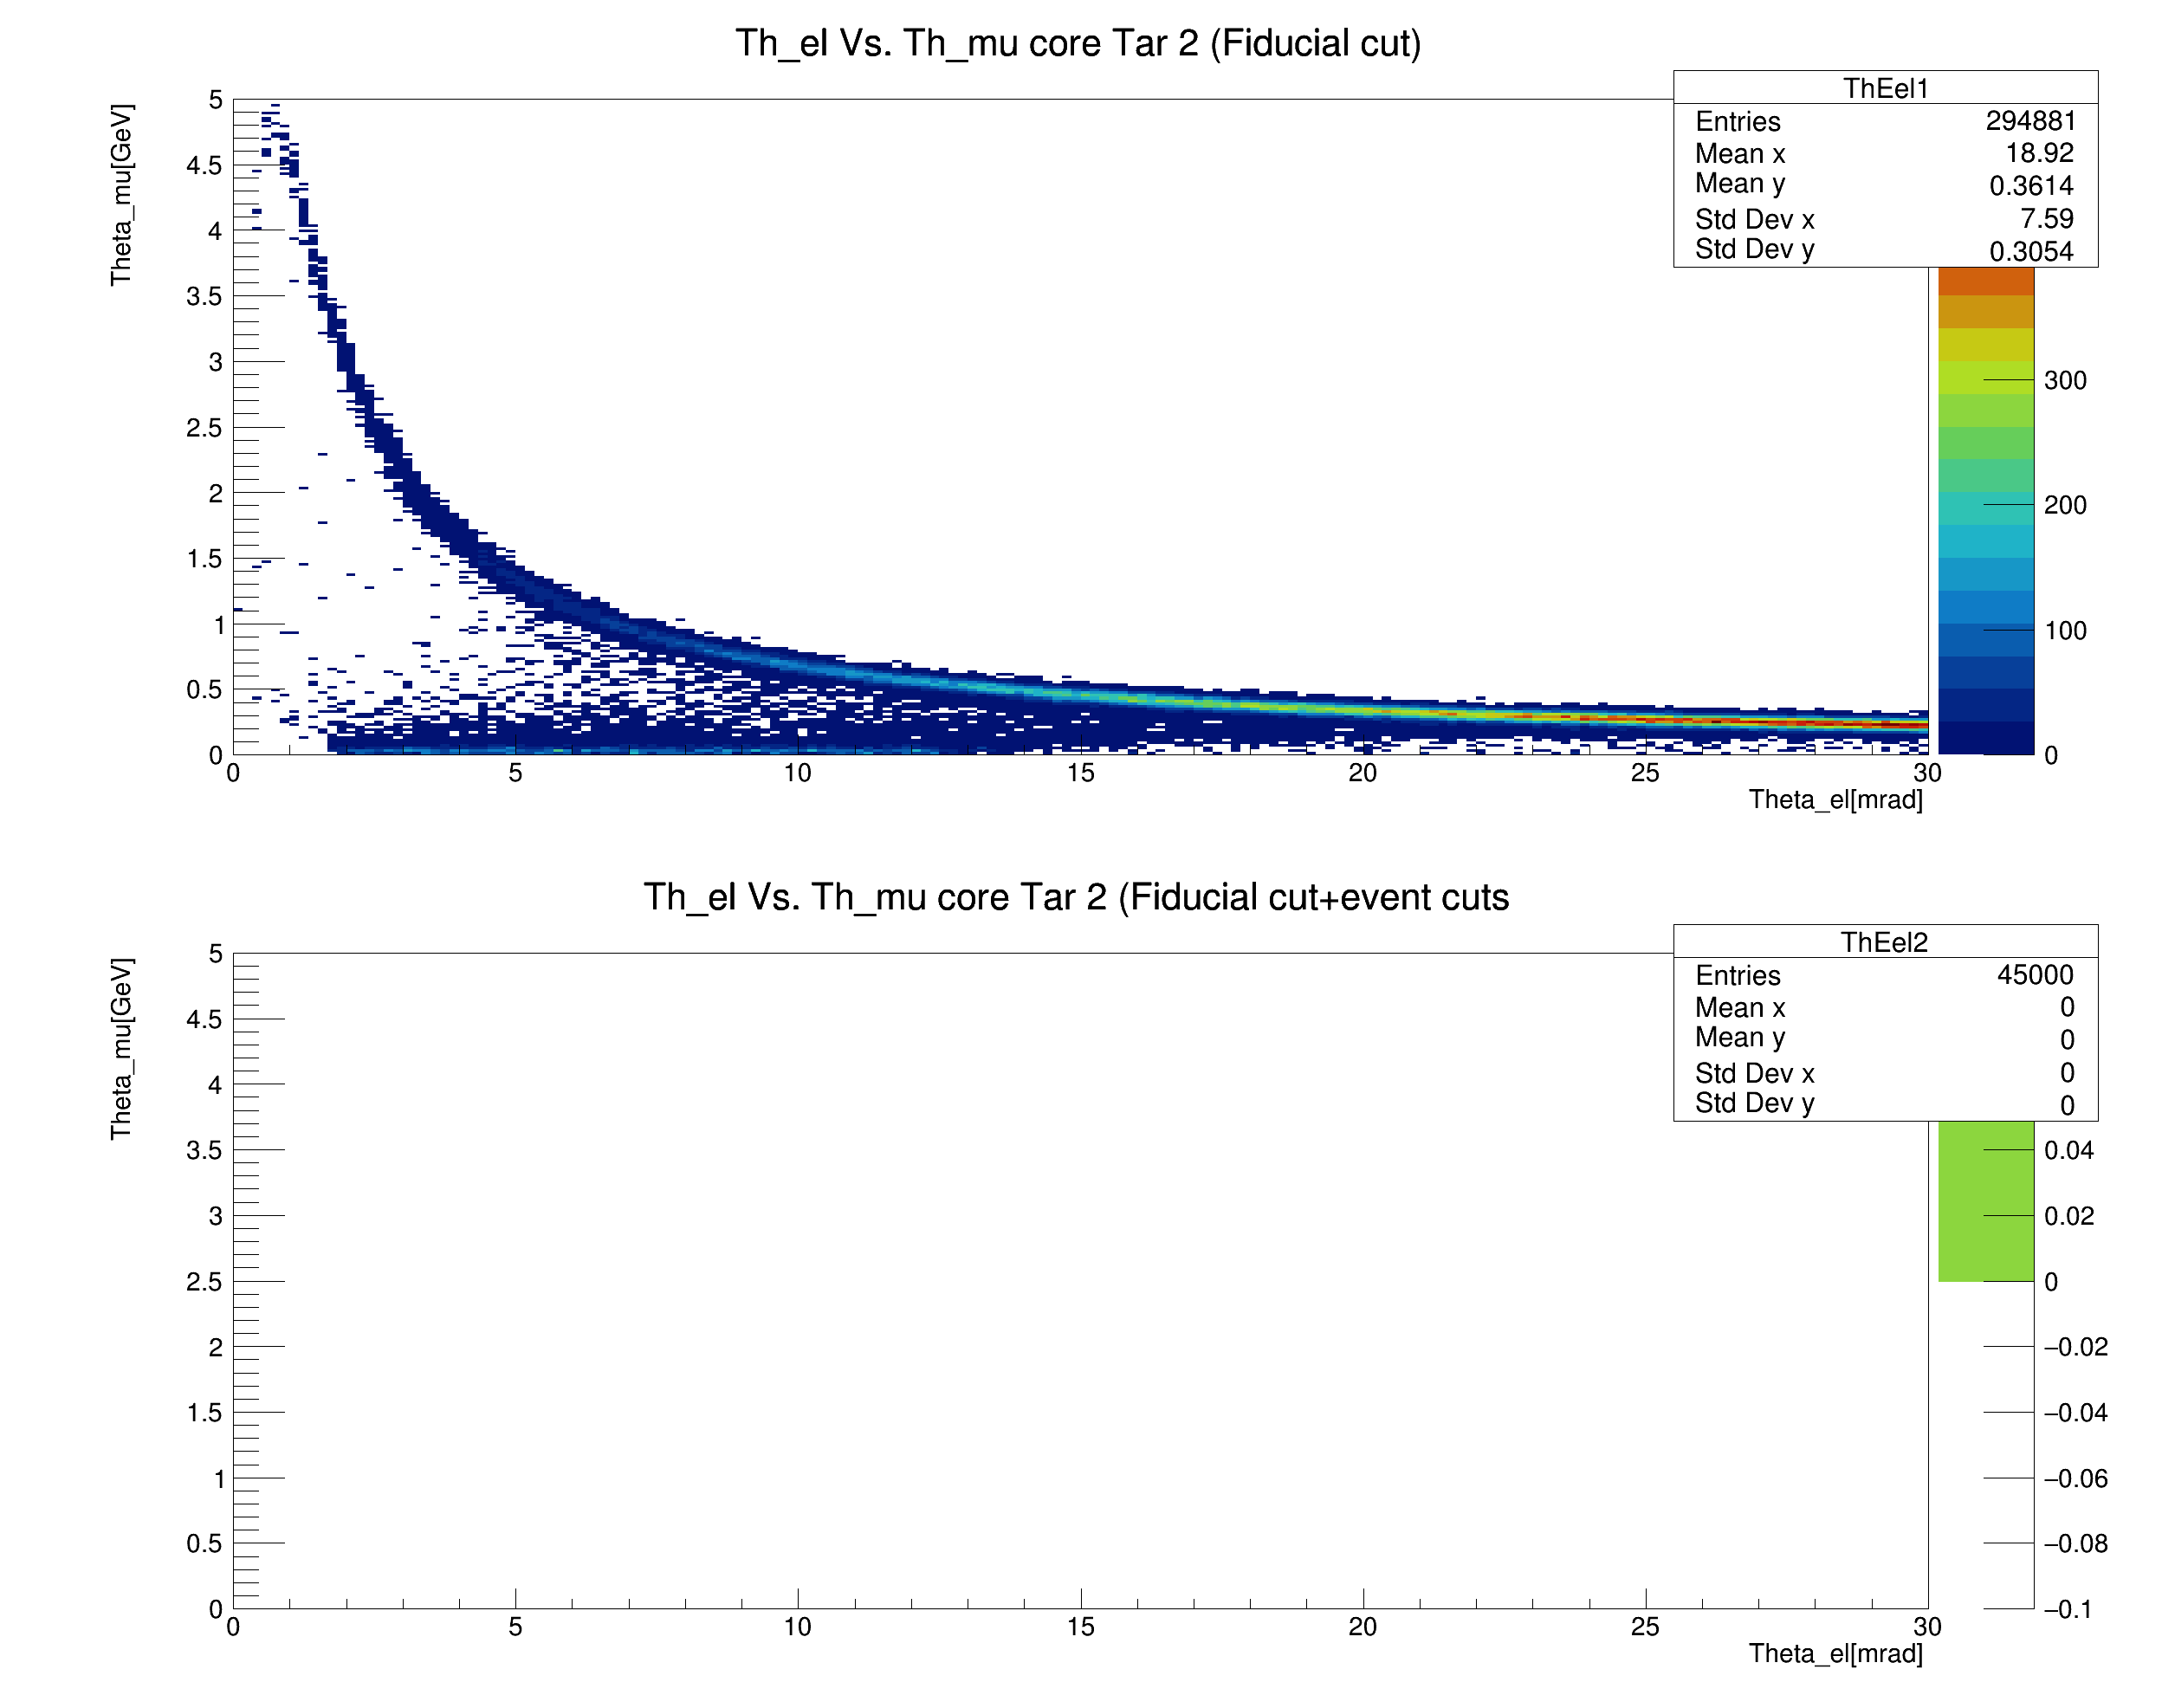 Th_el Vs. Th_mu core Tar 2 (Fiducial cut)
ThEel1
Entries 294881
Mean x 18.92
Mean y 0.3614
Std Dev x 7.59
Std Dev y 0.3054
Theta_mu[GeV]
5
4.5
4
3.5
3
2.5
2
1.5
1
0.5
0
0 5 10 15 20 25 30
Theta_el[mrad]
300
200
100
0
Th_el Vs. Th_mu core Tar 2 (Fiducial cut+event cuts
ThEel2
Entries 45000
Mean x 0
Mean y 0
Std Dev x 0
Std Dev y 0
Theta_mu[GeV]
5
4.5
4
3.5
3
2.5
2
1.5
1
0.5
0
0 5 10 15 20 25 30
Theta_el[mrad]
0.04
0.02
0
−0.02
−0.04
−0.06
−0.08
−0.1